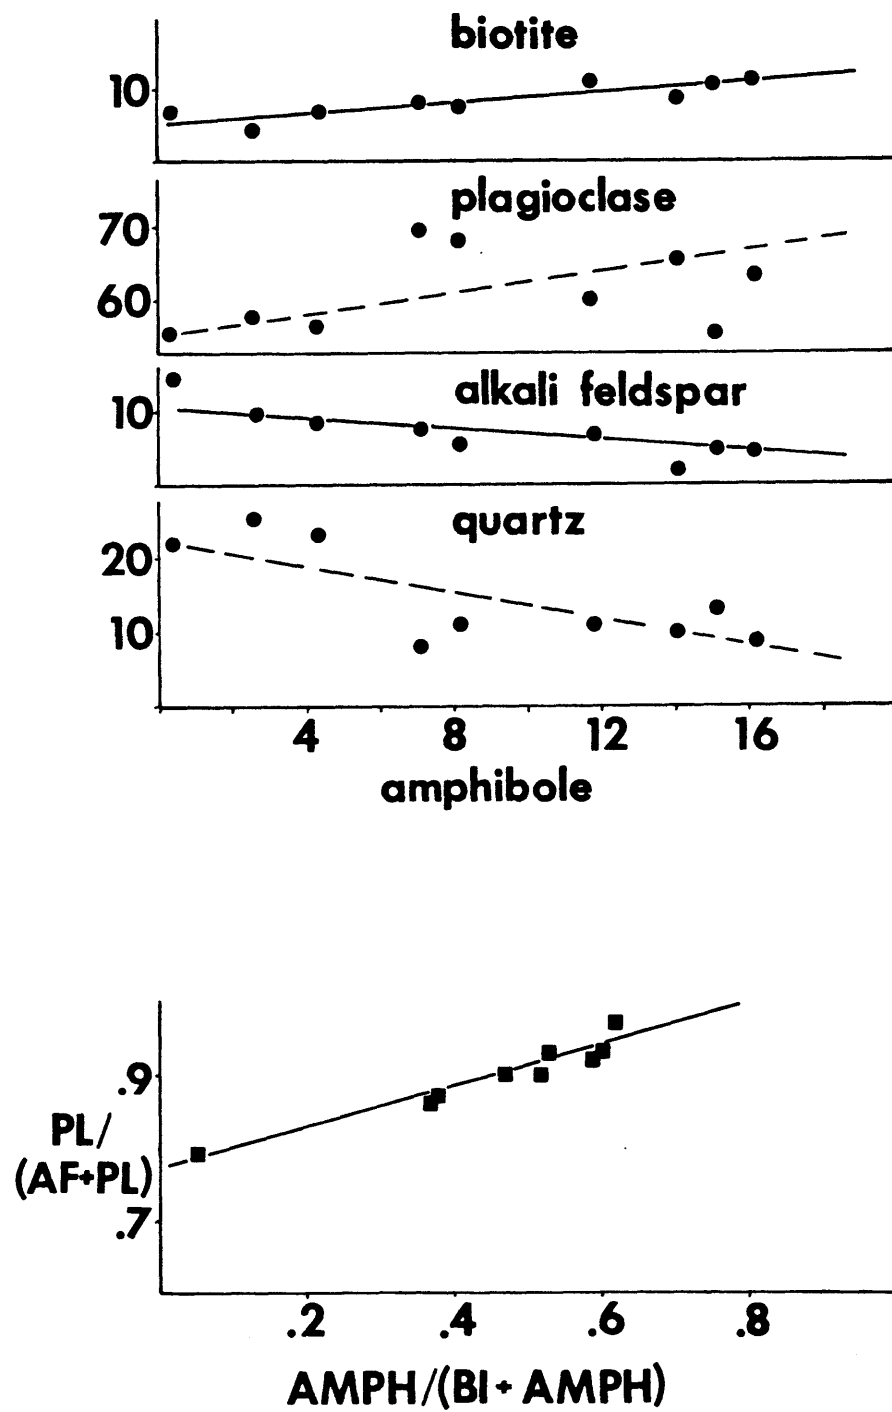 biotite
10
plagioclase
70
60
alkali feldspar
10
quartz
20
10
4 8 12 16
amphibole
.9
PL/
(AF+PL)
.7
.2 .4 .6 .8
AMPH/(BI+AMPH)